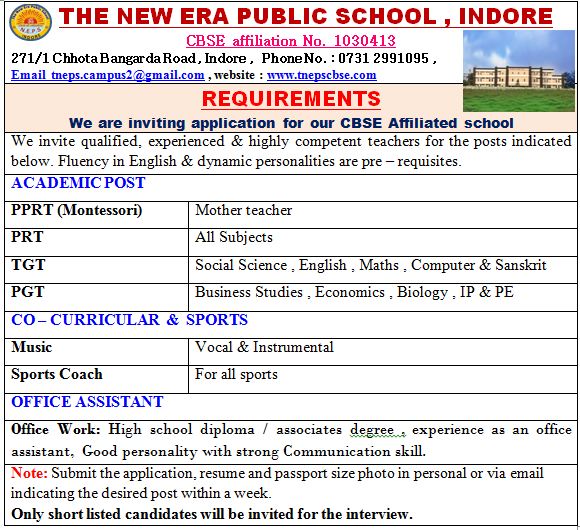 THE NEW ERA PUBLIC SCHOOL , INDORE
CBSE affiliation No. 1030413
271/1 Chhota Bangarda Road, Indore , Phone No. : 0731 2991095 ,
Email tneps.campus2@gmail.com , website : www.tnepscbse.com
REQUIREMENTS
We are inviting application for our CBSE Affiliated school
We invite qualified, experienced & highly competent teachers for the posts indicated
below. Fluency in English & dynamic personalities are pre – requisites.
ACADEMIC POST
PPRT (Montessori) Mother teacher
PRT All Subjects
TGT Social Science , English , Maths , Computer & Sanskrit
PGT Business Studies , Economics , Biology , IP & PE
CO – CURRICULAR & SPORTS
Music Vocal & Instrumental
Sports Coach For all sports
OFFICE ASSISTANT
Office Work: High school diploma / associates degree , experience as an office
assistant, Good personality with strong Communication skill.
Note: Submit the application, resume and passport size photo in personal or via email
indicating the desired post within a week.
Only short listed candidates will be invited for the interview.